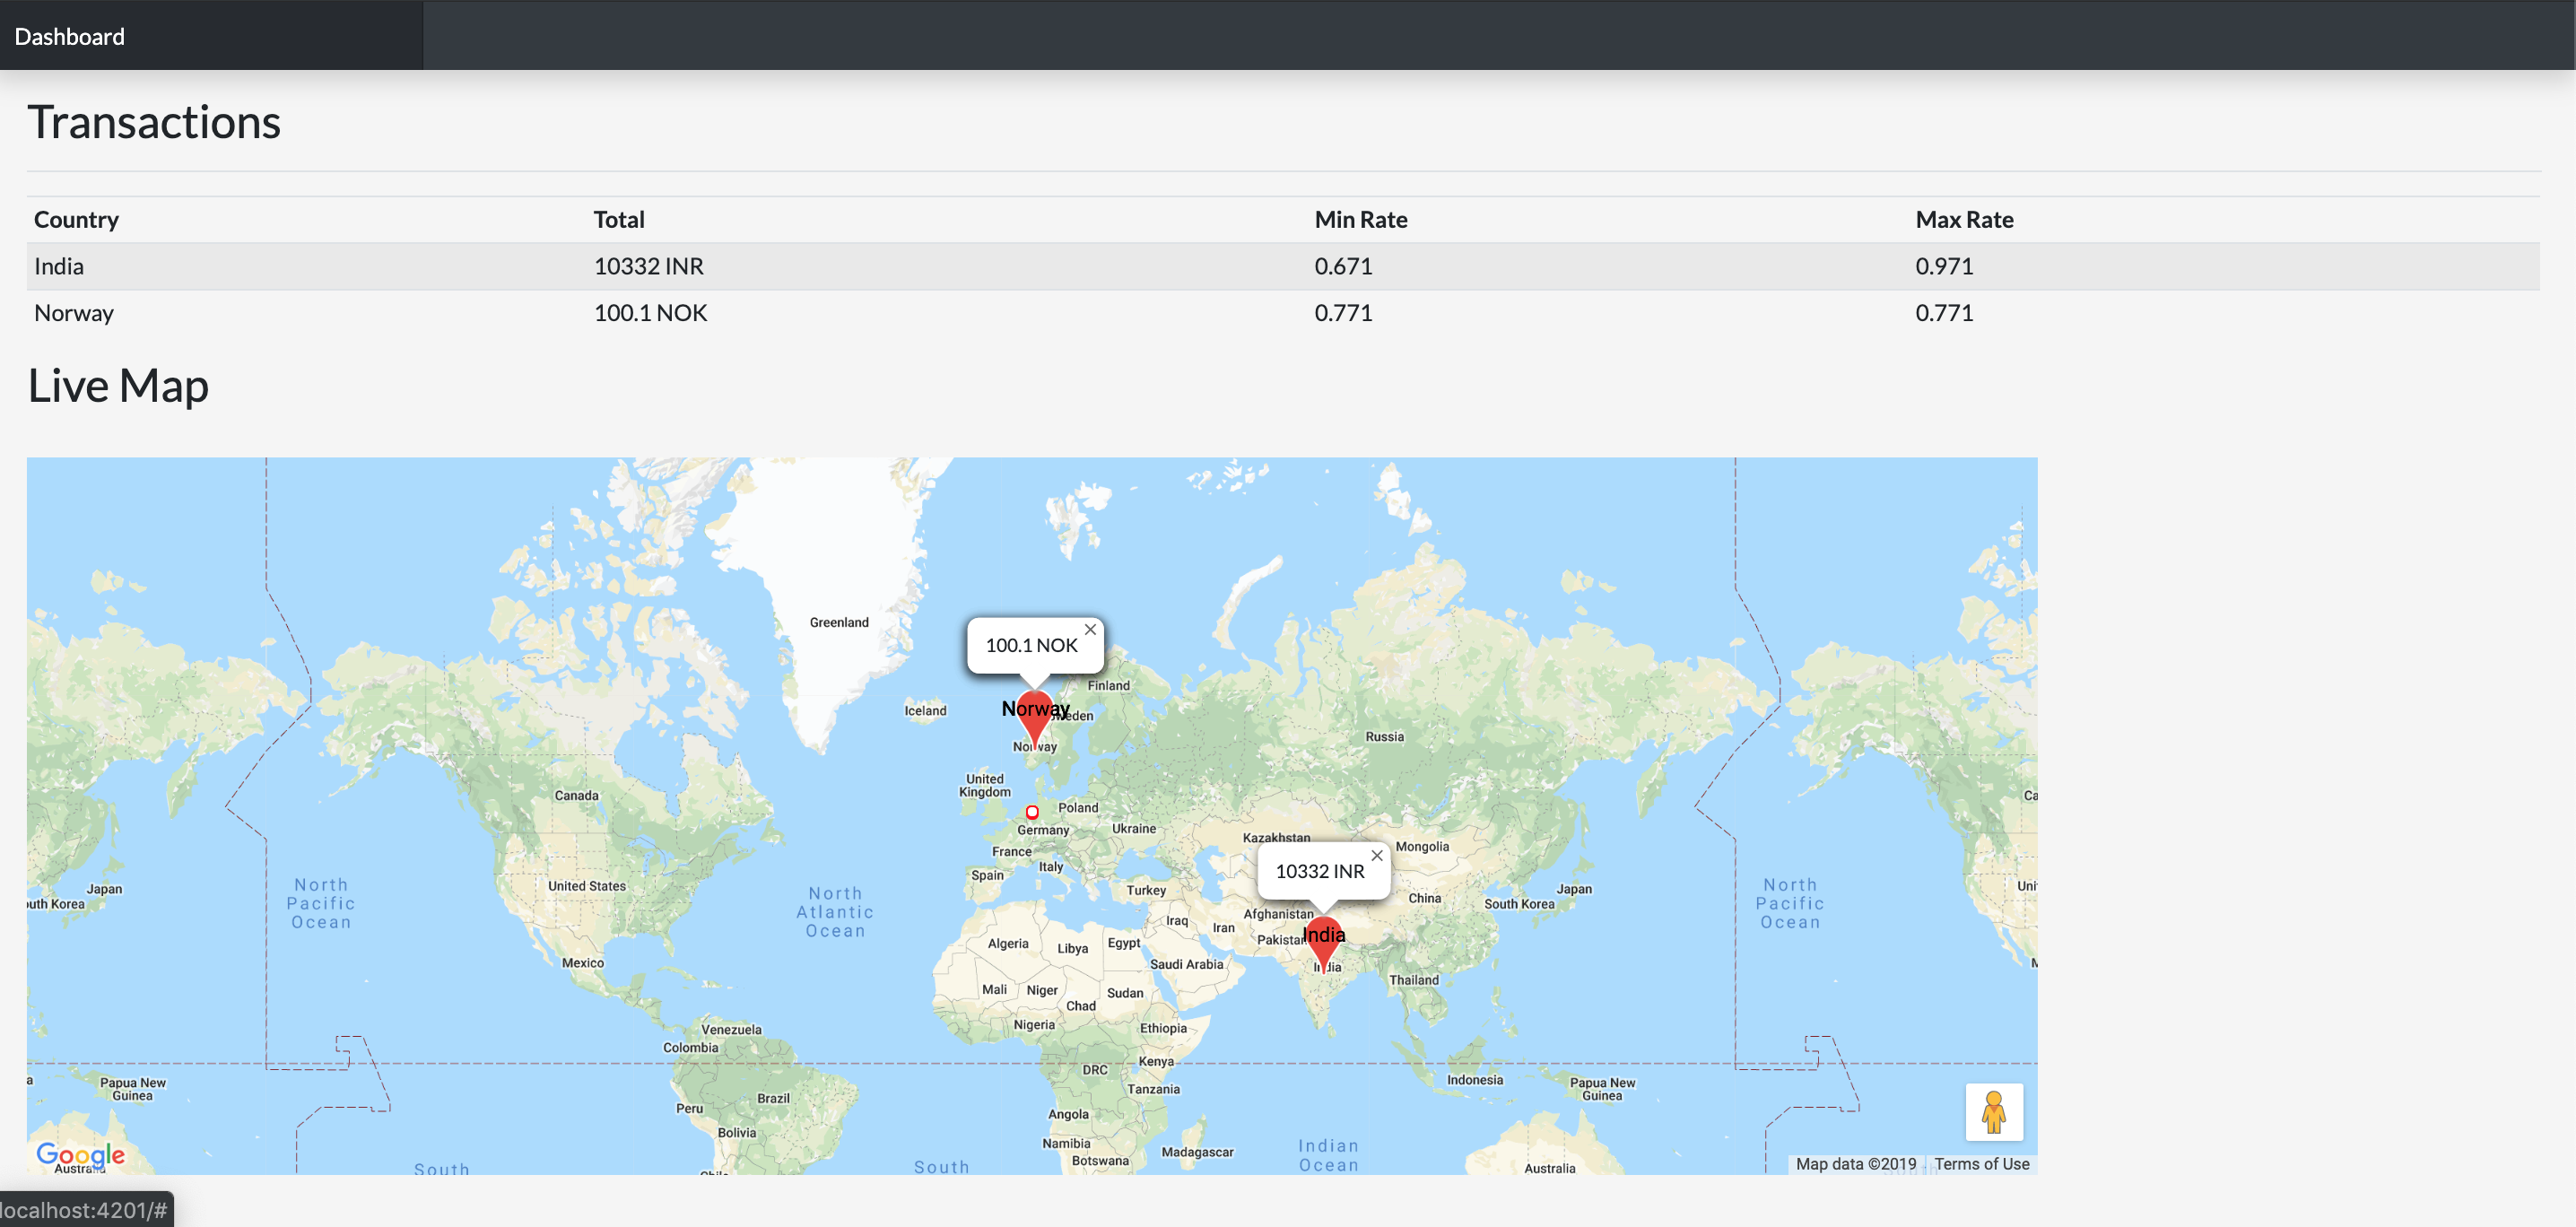 Dashboard
Transactions
Country Total Min Rate Max Rate
India 10332 INR 0.671 0.971
Norway 100.1 NOK 0.771 0.771
Live Map
Greenland
100.1 NOK
Finland
Iceland
Norway
Norway
Russia
United
Kingdom
Canada
Poland
Germany
Ukraine
Kazakhstan
Mongolia
France
Italy
10332 INR
Spain
Turkey
United States
Japan
Japan
North
Pacific
Ocean
North
Atlantic
Ocean
North
Pacific
Ocean
China
South Korea
uth Korea
Afghanistan
Iraq
Iran
India
India
Algeria
Libya
Egypt
Saudi Arabia
Mexico
Thailand
Mali
Niger
Sudan
Chad
Nigeria
Ethiopia
Venezuela
Colombia
Kenya
DRC
Tanzania
Indonesia
Papua New
Guinea
Papua New
Guinea
Brazil
Peru
Angola
Bolivia
Namibia
Botswana
Madagascar
Indian
Ocean
South
South
Google
Australia
Map data ©2019 Terms of Use
localhost:4201/#